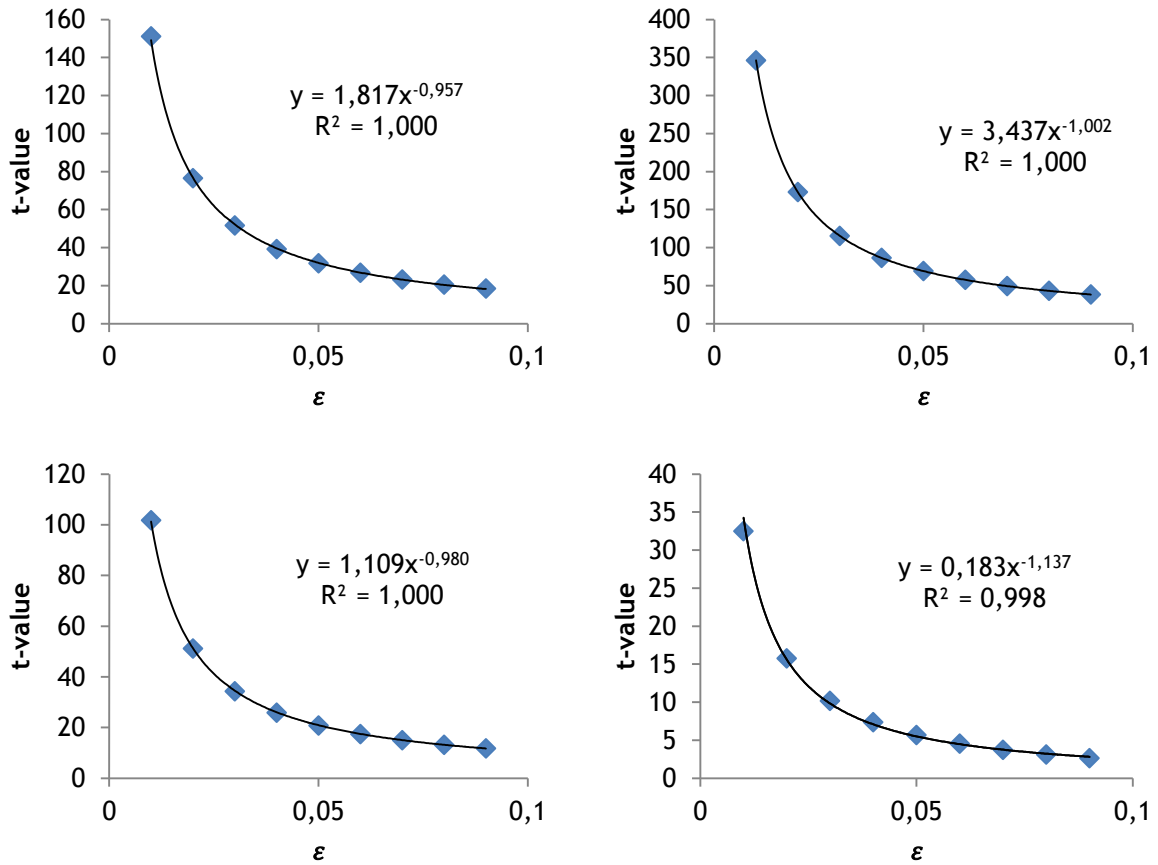 160
140
120
100
80
60
40
20
0
t-value
y = 1,817x^-0,957
R² = 1,000
0 0,05 0,1
ε
400
350
300
250
200
150
100
50
0
t-value
y = 3,437x^-1,002
R² = 1,000
0 0,05 0,1
ε
120
100
80
60
40
20
0
t-value
y = 1,109x^-0,980
R² = 1,000
0 0,05 0,1
ε
40
35
30
25
20
15
10
5
0
t-value
y = 0,183x^-1,137
R² = 0,998
0 0,05 0,1
ε